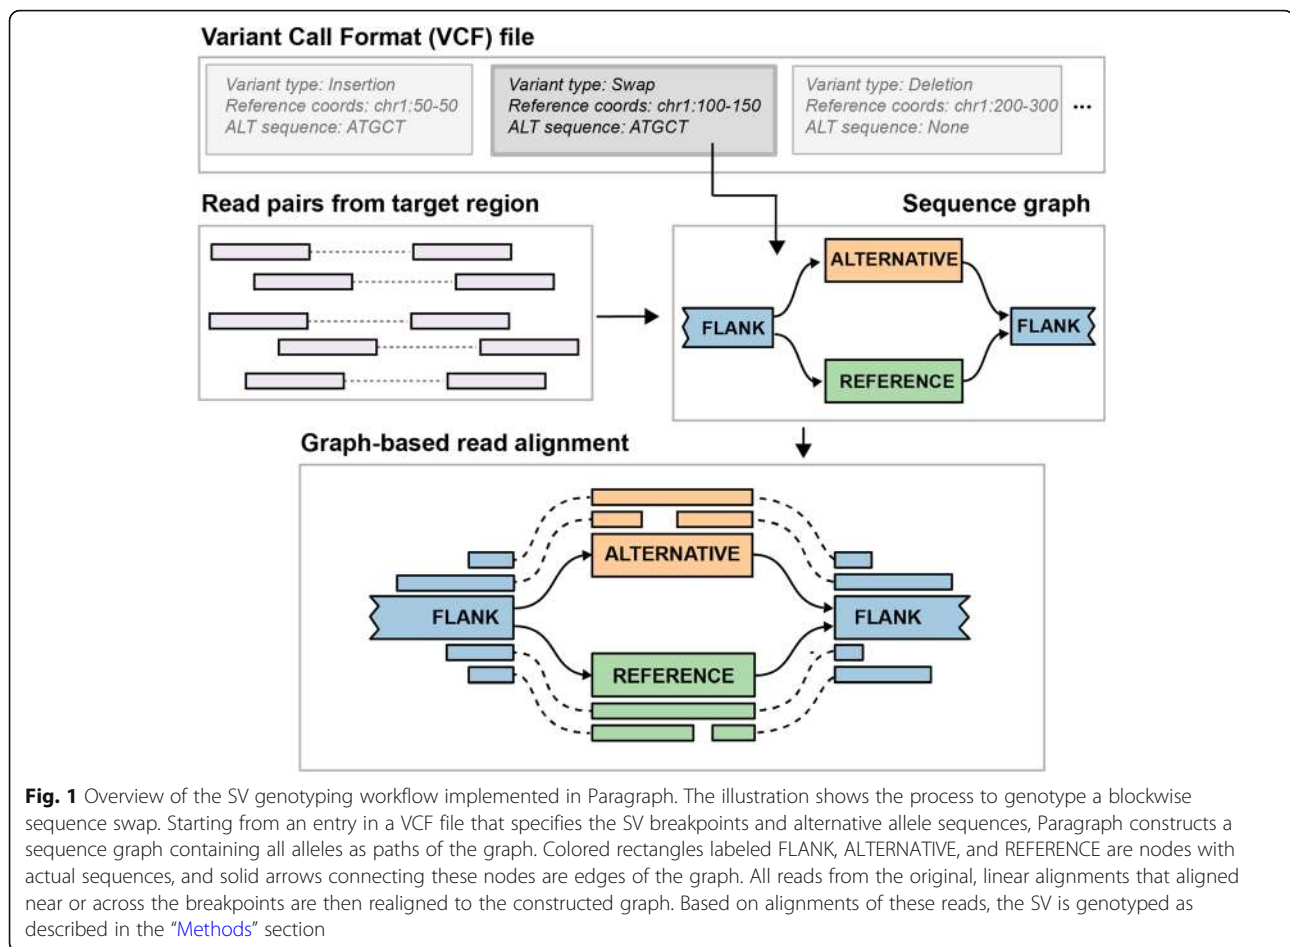 Variant Call Format (VCF) file
Variant type: Insertion
Reference coords: chr1:50-50
ALT sequence: ATGCT
Variant type: Swap
Reference coords: chr1:100-150
ALT sequence: ATGCT
Variant type: Deletion
Reference coords: chr1:200-300
ALT sequence: None
...
Read pairs from target region
Sequence graph
ALTERNATIVE
FLANK
FLANK
REFERENCE
Graph-based read alignment
ALTERNATIVE
FLANK
FLANK
REFERENCE
Fig. 1 Overview of the SV genotyping workflow implemented in Paragraph. The illustration shows the process to genotype a blockwise
sequence swap. Starting from an entry in a VCF file that specifies the SV breakpoints and alternative allele sequences, Paragraph constructs a
sequence graph containing all alleles as paths of the graph. Colored rectangles labeled FLANK, ALTERNATIVE, and REFERENCE are nodes with
actual sequences, and solid arrows connecting these nodes are edges of the graph. All reads from the original, linear alignments that aligned
near or across the breakpoints are then realigned to the constructed graph. Based on alignments of these reads, the SV is genotyped as
described in the “Methods” section